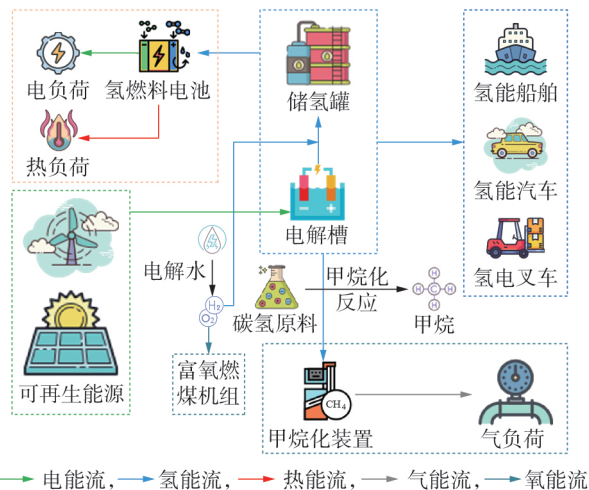 电负荷
氢燃料电池
热负荷
储氢罐
电解槽
氢能船舶
氢能汽车
氢电叉车
可再生能源
电解水
H₂
O₂
富氧燃
煤机组
碳氢原料
甲烷化
反应
H
H C H
H
甲烷
CH₄
甲烷化装置
气负荷
电能流, 氢能流, 热能流, 气能流, 氧能流